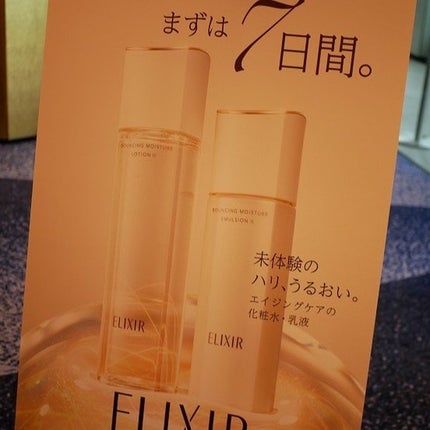 まずは
7日間。
BOUNCING MOISTURE
LOTION II
BOUNCING MOISTURE
EMULSION II
未体験の
ハリ、うるおい。
エイジングケアの
化粧水・乳液
ELIXIR
ELIXIR
ELIXIR